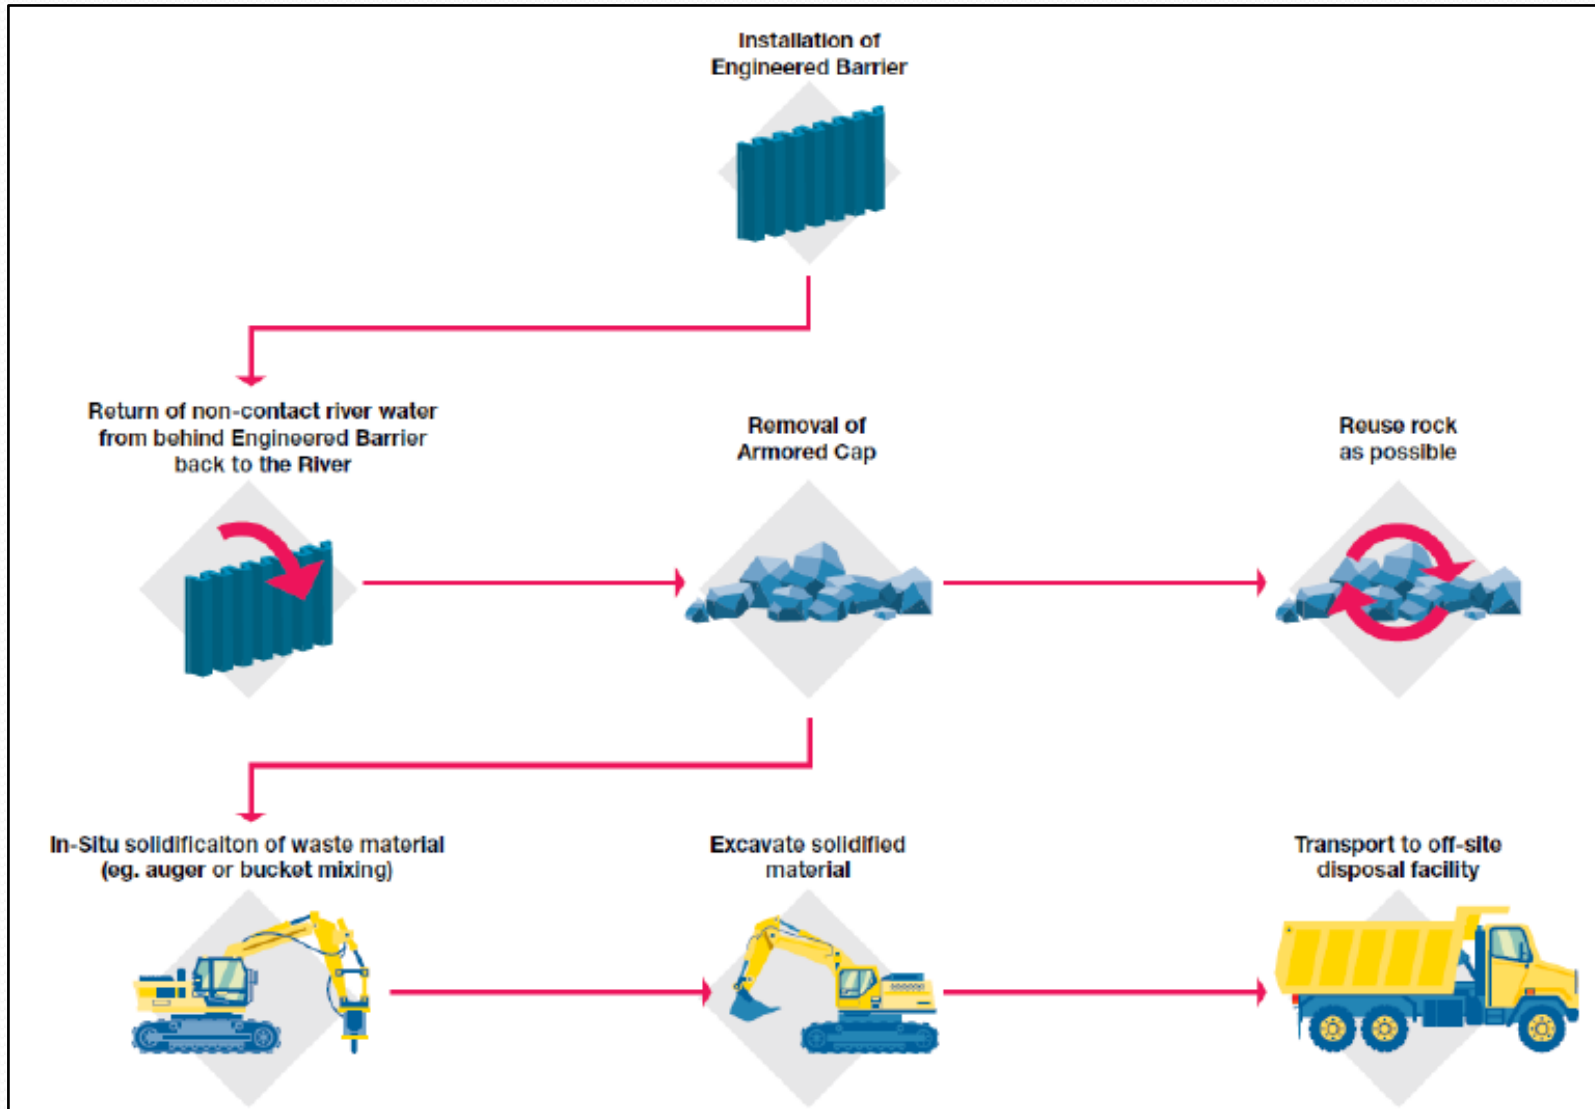 Installation of
Engineered Barrier
Return of non-contact river water
from behind Engineered Barrier
back to the River
Removal of
Armored Cap
Reuse rock
as possible
In-Situ solidificaiton of waste material
(eg. auger or bucket mixing)
Excavate solidified
material
Transport to off-site
disposal facility